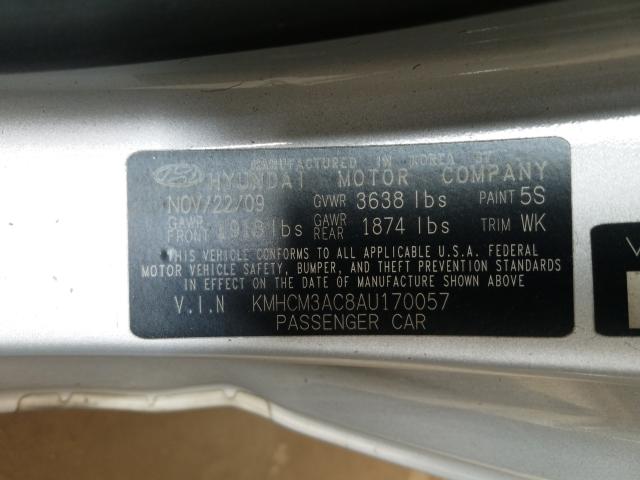 MANUFACTURED IN KOREA BY
HYUNDAI MOTOR COMPANY
NOV/22/09 GVWR 3638 lbs PAINT 5S
GAWR FRONT 1918 lbs GAWR REAR 1874 lbs TRIM WK
THIS VEHICLE CONFORMS TO ALL APPLICABLE U.S.A. FEDERAL
MOTOR VEHICLE SAFETY, BUMPER, AND THEFT PREVENTION STANDARDS
IN EFFECT ON THE DATE OF MANUFACTURE SHOWN ABOVE.
V.I.N KMHCM3AC8AU170057
PASSENGER CAR
V